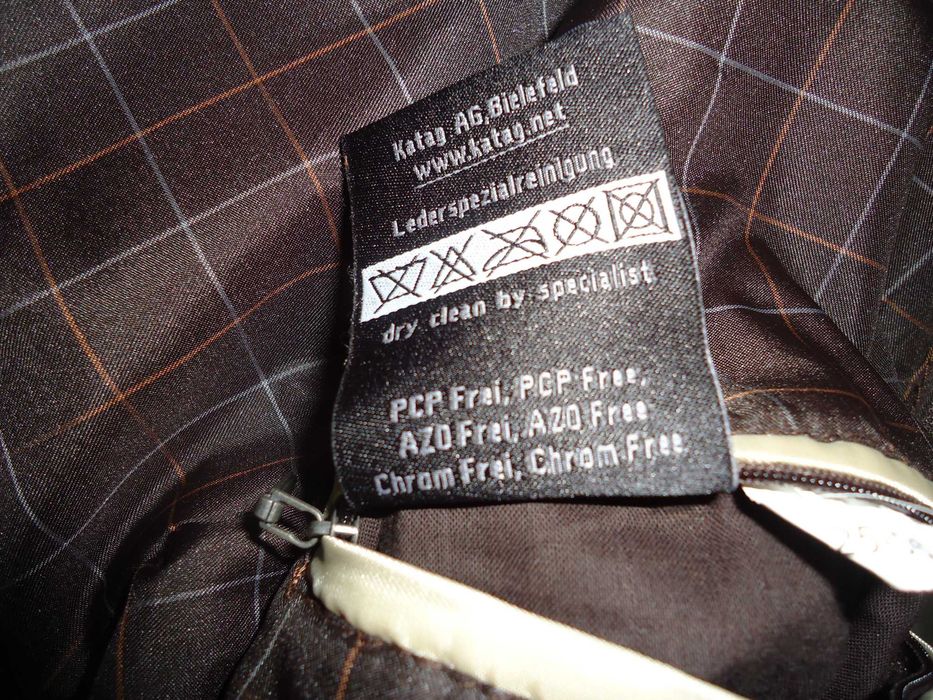 Katag AG Bielefeld
www.katag.net
Lederspezialreinigung
dry clean by specialist
PCP Frei, PCP Free,
AZO Frei, AZO Free
Chrom Frei, Chrom Free